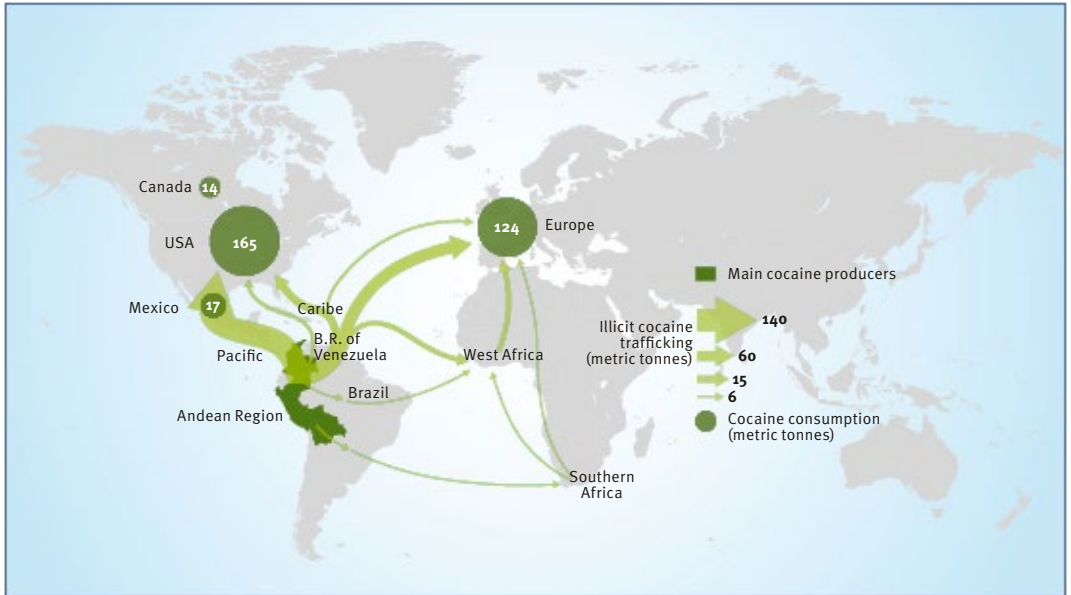 Canada 14
USA 165
Mexico 17
Pacific
Caribe
B.R. of
Venezuela
Brazil
Andean Region
124 Europe
West Africa
Southern
Africa
Main cocaine producers
Illicit cocaine
trafficking
(metric tonnes)
140
60
15
6
Cocaine consumption
(metric tonnes)